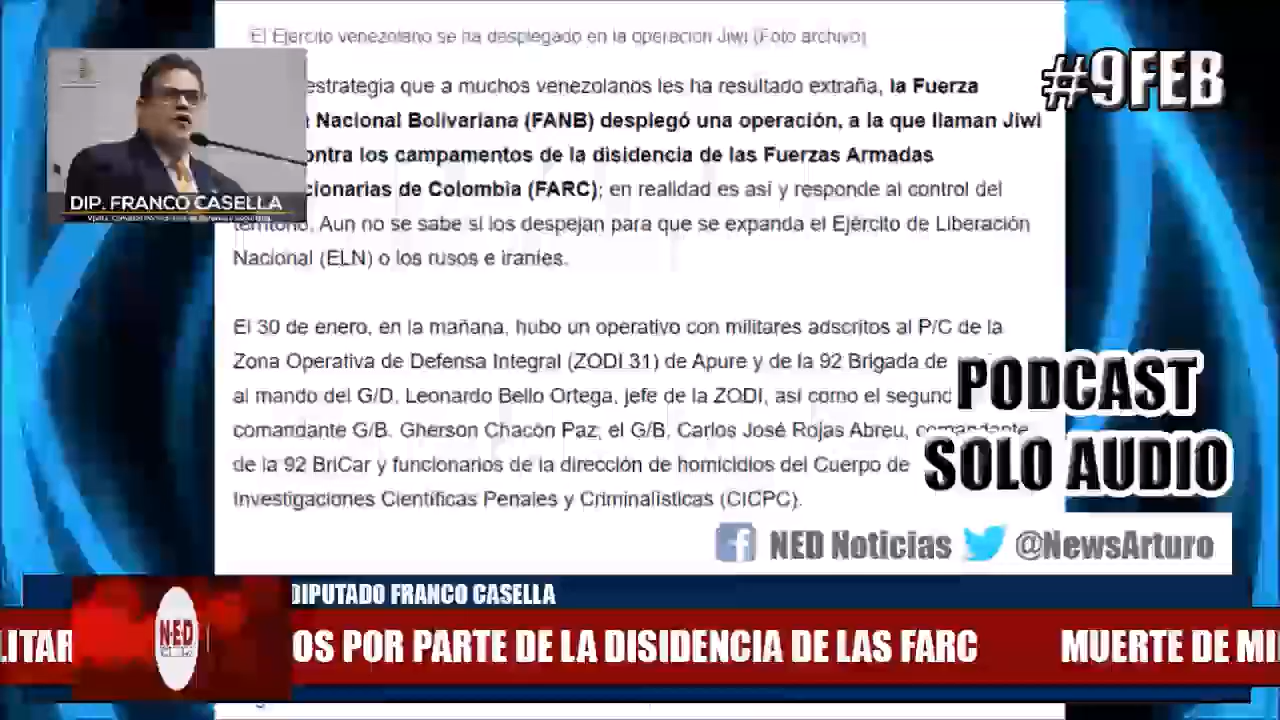 El Ejercito venezolano se ha desplegado en la operacion Jiwi (Foto archivo)
#9FEB
estrategia que a muchos venezolanos les ha resultado extraña, la Fuerza
Nacional Bolivariana (FANB) desplegó una operación, a la que llaman Jiwi
ontra los campamentos de la disidencia de las Fuerzas Armadas
cionarias de Colombia (FARC); en realidad es asi y responde al control del
territorio. Aun no se sabe si los despejan para que se expanda el Ejército de Liberación
Nacional (ELN) o los rusos e iraníes.
DIP. FRANCO CASELLA
El 30 de enero, en la mañana, hubo un operativo con militares adscritos al P/C de la
Zona Operativa de Defensa Integral (ZODI 31) de Apure y de la 92 Brigada de
al mando del G/D. Leonardo Bello Ortega, jefe de la ZODI, así como el segund
comandante G/B. Gherson Chacón Paz, el G/B. Carlos José Rojas Abreu, comandante
de la 92 BriCar y funcionarios de la dirección de homicidios del Cuerpo de
Investigaciones Científicas Penales y Criminalísticas (CICPC).
PODCAST
SOLO AUDIO
NED Noticias @NewsArturo
DIPUTADO FRANCO CASELLA
LITAR OS POR PARTE DE LA DISIDENCIA DE LAS FARC MUERTE DE MI
N·E·D